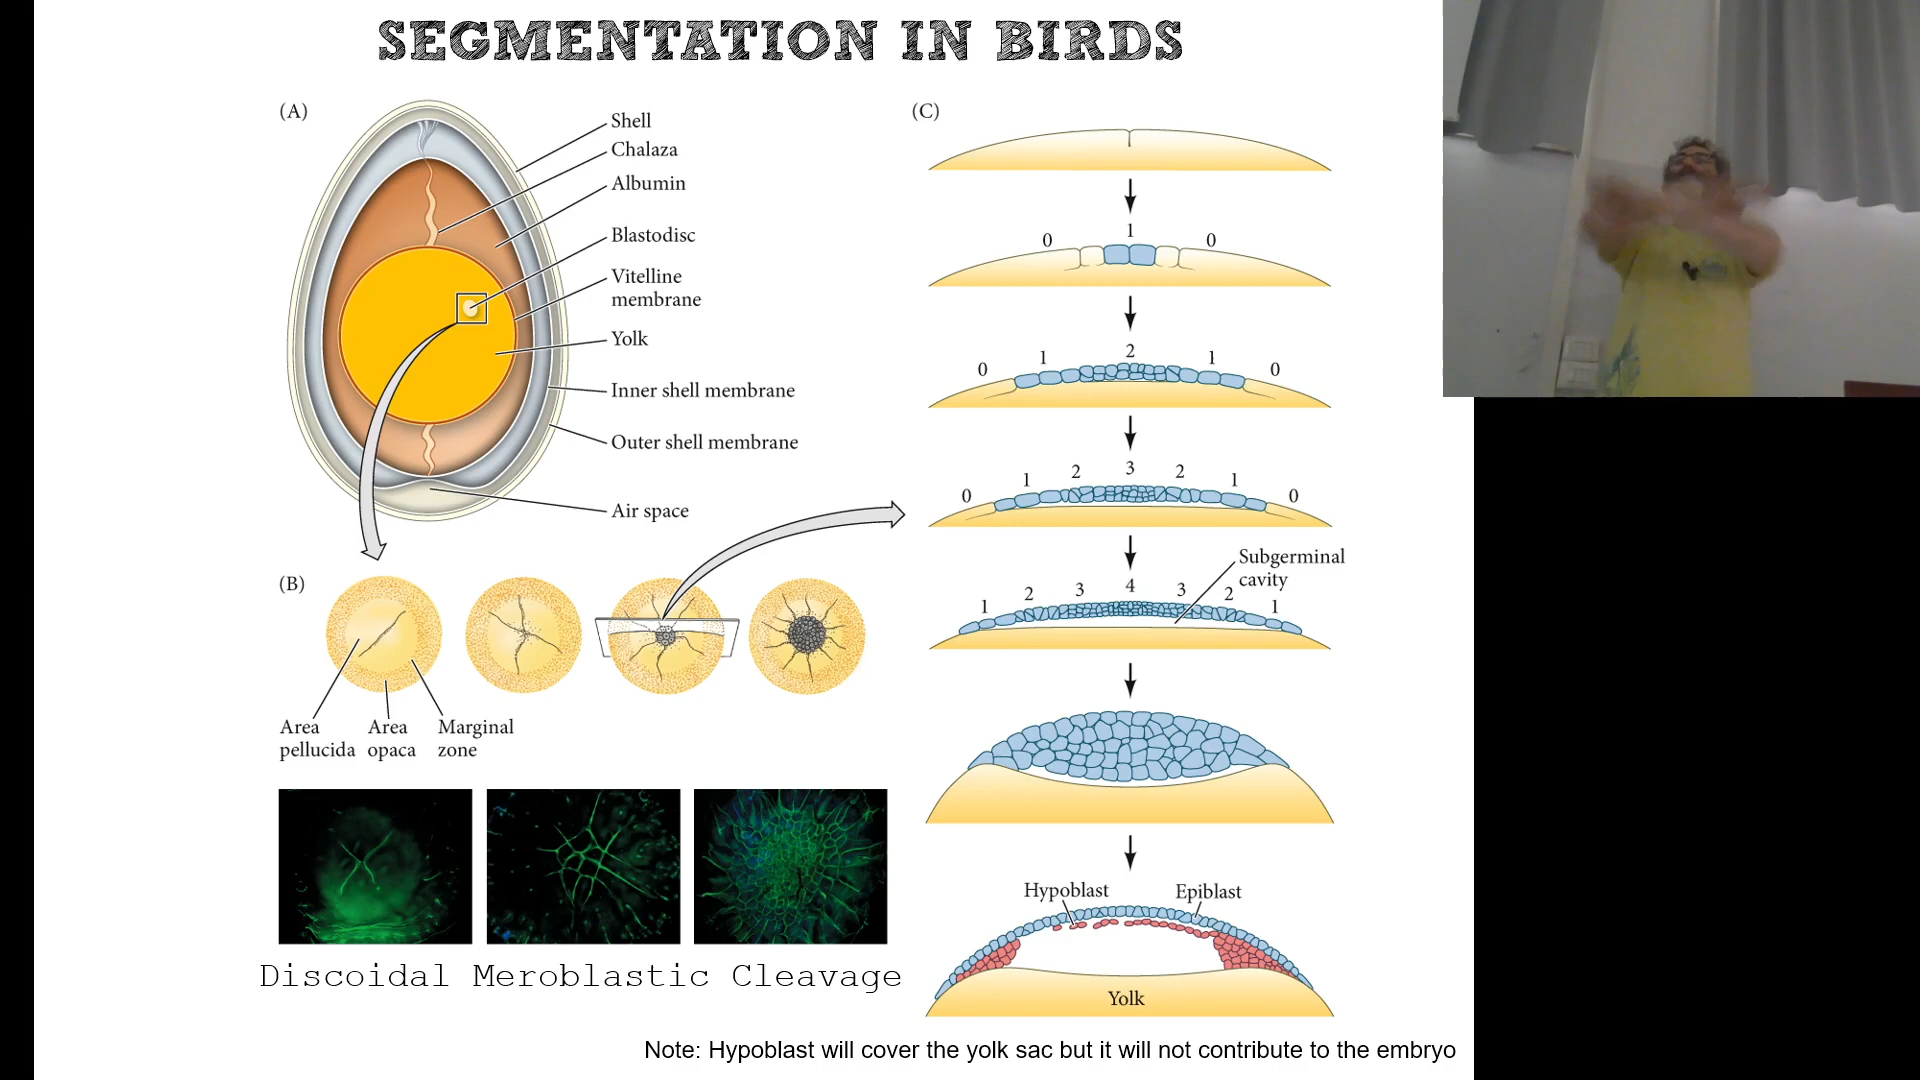 SEGMENTATION IN BIRDS
(A)
Shell
Chalaza
Albumin
Blastodisc
Vitelline
membrane
Yolk
Inner shell membrane
Outer shell membrane
Air space
(B)
Area
pellucida
Area
opaca
Marginal
zone
Discoidal Meroblastic Cleavage
(C)
0 1 0
0 1 2 1 0
0 1 2 3 2 1 0
Subgerminal
cavity
1 2 3 4 3 2 1
Hypoblast
Epiblast
Yolk
Note: Hypoblast will cover the yolk sac but it will not contribute to the embryo